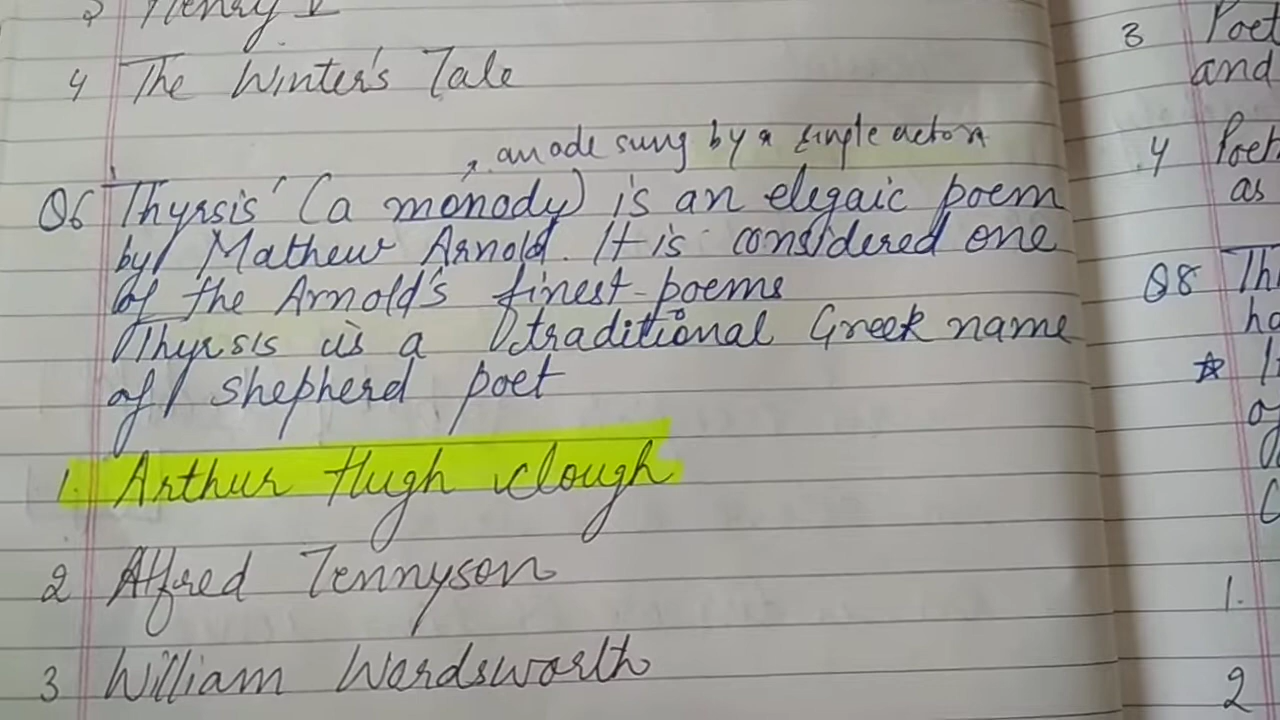 3 Henry V
4 The Winter's Tale
, an ode sung by a single actor
Q6 'Thyrsis' (a monody) is an elegaic poem
by Mathew Arnold. It is considered one
of the Arnold's finest poems
Thyrsis is a traditional Greek name
of shepherd poet
1. Arthur Hugh Clough
2 Alfred Tennyson
3 William Wordsworth
3 Poet
and
4 Poet
as
Q8
1.
2